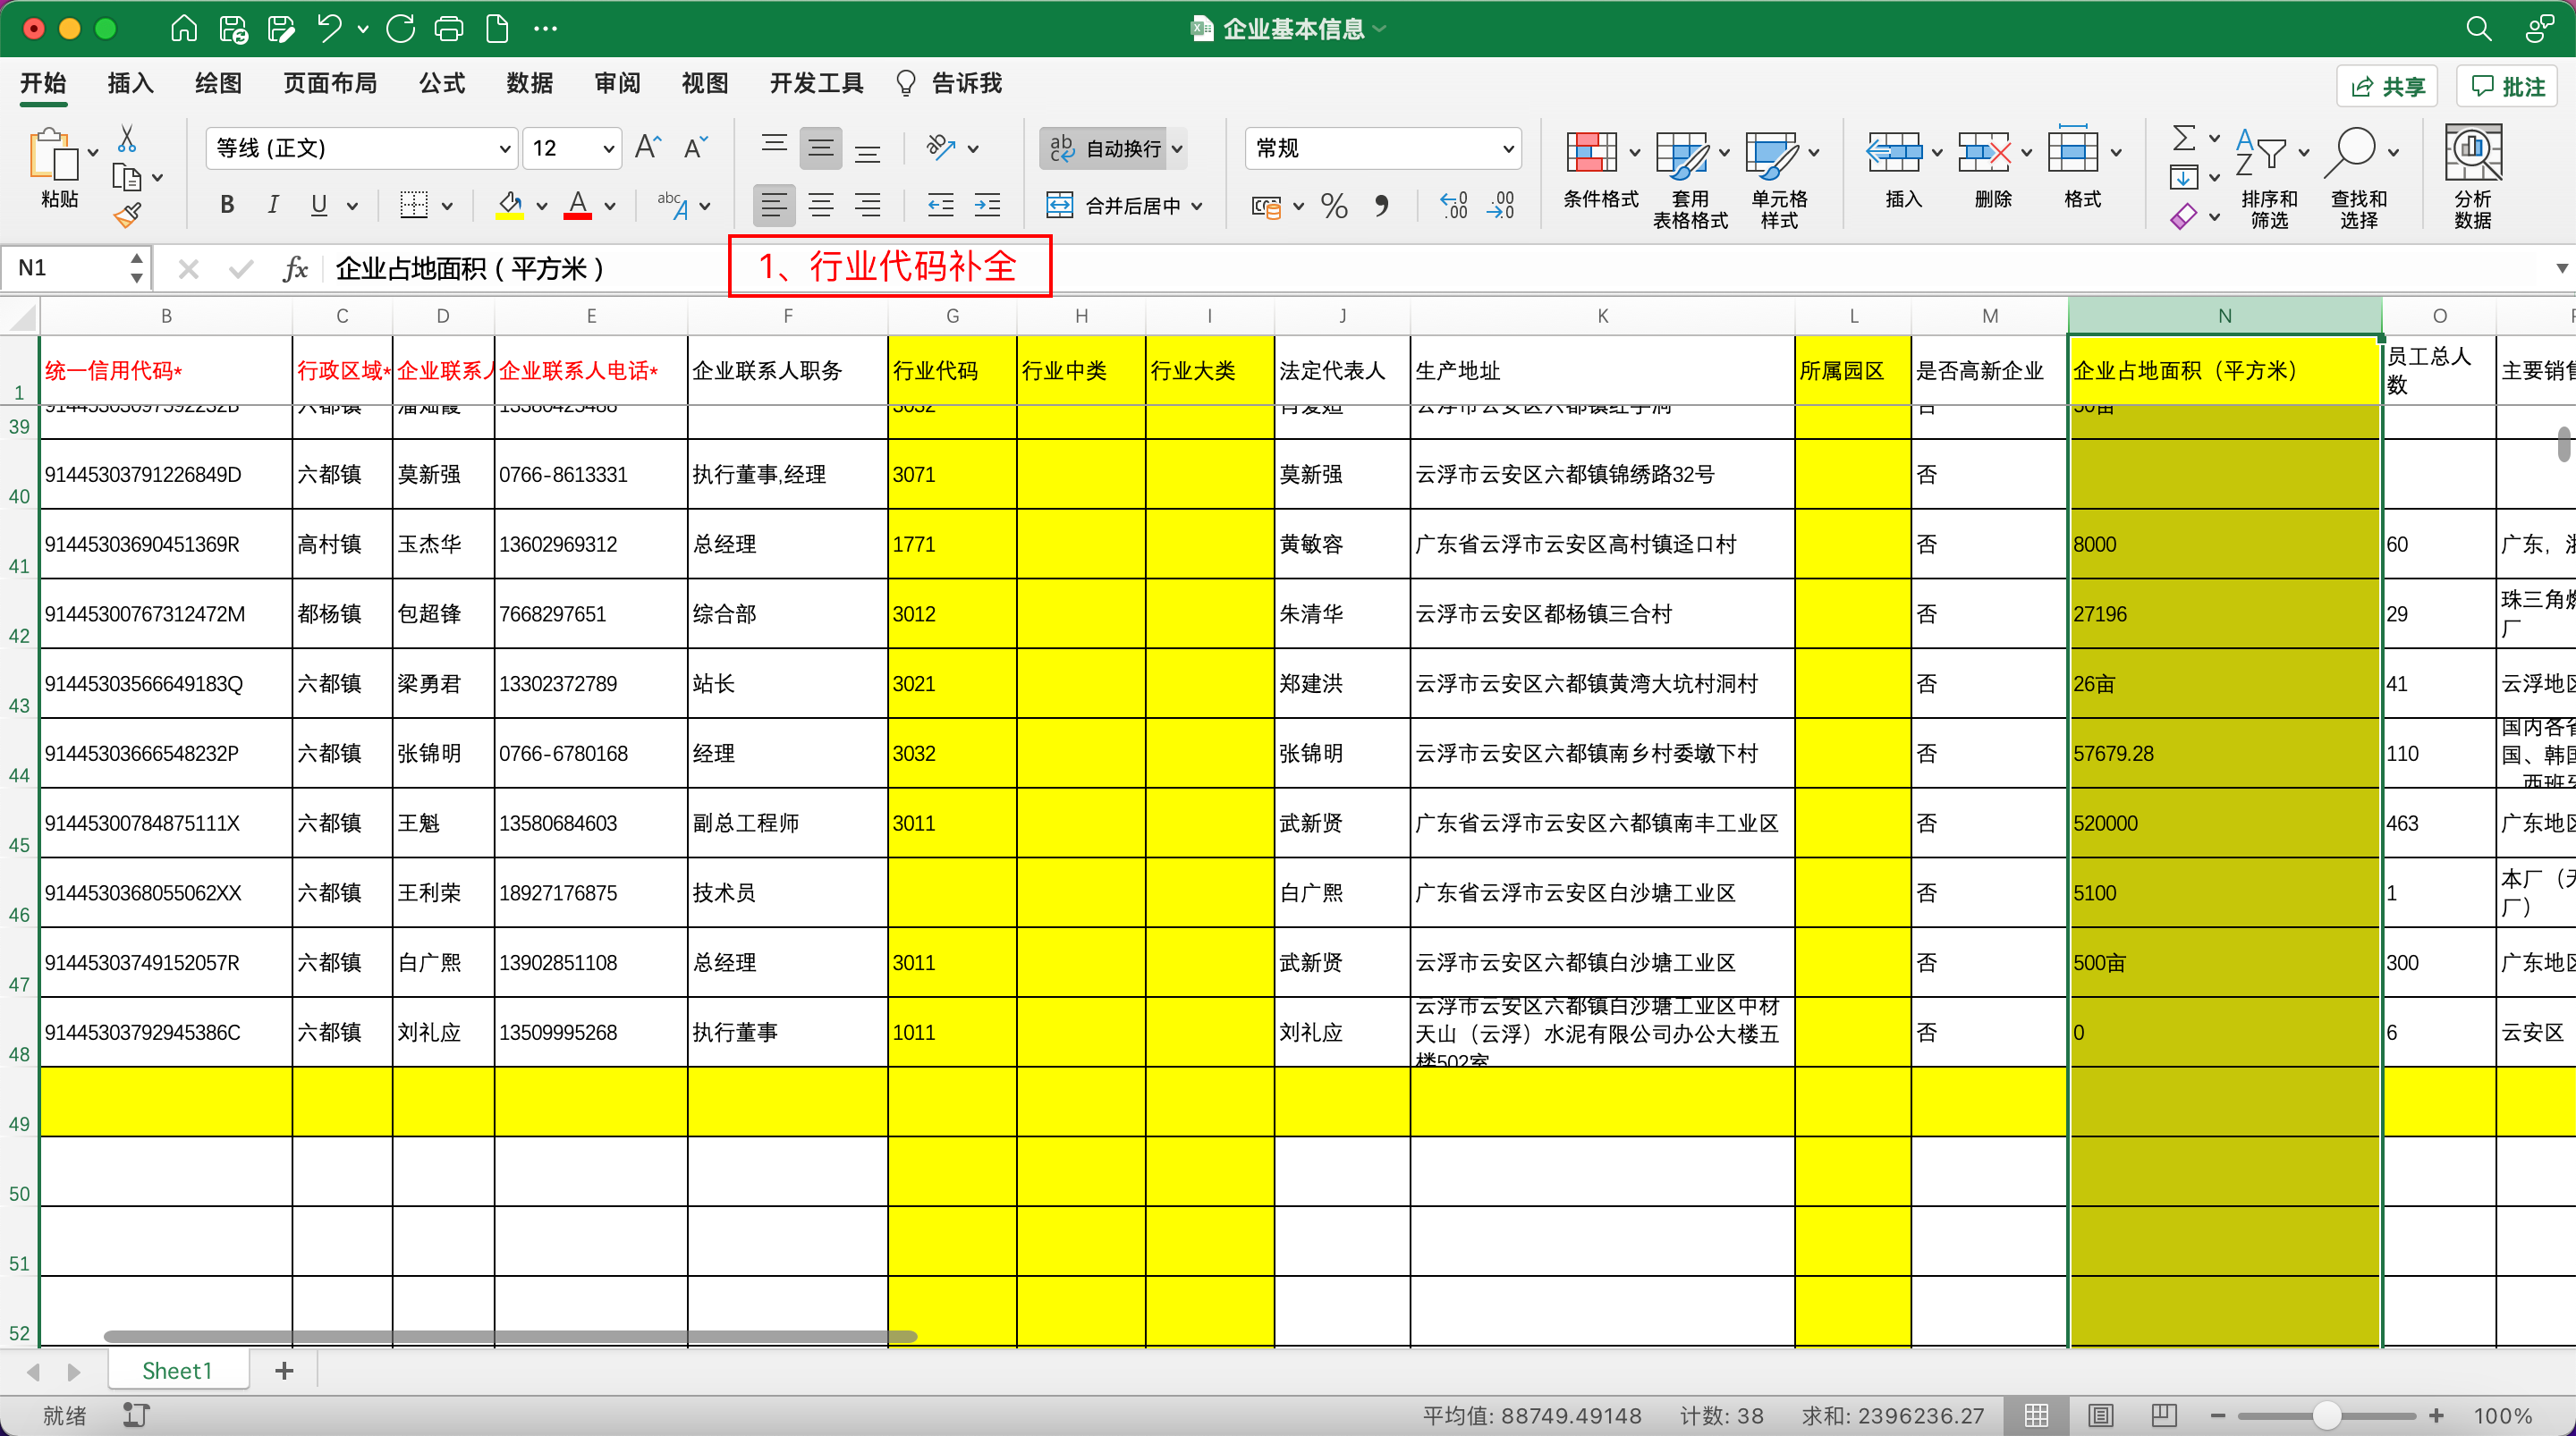 企业基本信息
开始 插入 绘图 页面布局 公式 数据 审阅 视图 开发工具 告诉我 共享 批注
粘贴 等线 (正文) 12 自动换行 常规 条件格式 套用 表格格式 单元格 样式 插入 删除 格式 排序和 筛选 查找和 选择 分析 数据
B I U 合并后居中
N1 fx 企业占地面积（平方米）
1、行业代码补全
B C D E F G H I J K L M N O
1 统一信用代码* 行政区域* 企业联系人 企业联系人电话* 企业联系人职务 行业代码 行业中类 行业大类 法定代表人 生产地址 所属园区 是否高新企业 企业占地面积（平方米） 员工总人数 主要销售
39
40 91445303791226849D 六都镇 莫新强 0766-8613331 执行董事,经理 3071 莫新强 云浮市云安区六都镇锦绣路32号 否
41 91445303690451369R 高村镇 玉杰华 13602969312 总经理 1771 黄敏容 广东省云浮市云安区高村镇迳口村 否 8000 60 广东，浙
42 91445300767312472M 都杨镇 包超锋 7668297651 综合部 3012 朱清华 云浮市云安区都杨镇三合村 否 27196 29 珠三角燃 厂
43 91445303566649183Q 六都镇 梁勇君 13302372789 站长 3021 郑建洪 云浮市云安区六都镇黄湾大坑村洞村 否 26亩 41 云浮地区
44 91445303666548232P 六都镇 张锦明 0766-6780168 经理 3032 张锦明 云浮市云安区六都镇南乡村委墩下村 否 57679.28 110 国内各省 国、韩国 、西班牙
45 91445300784875111X 六都镇 王魁 13580684603 副总工程师 3011 武新贤 广东省云浮市云安区六都镇南丰工业区 否 520000 463 广东地区
46 9144530368055062XX 六都镇 王利荣 18927176875 技术员 白广熙 广东省云浮市云安区白沙塘工业区 否 5100 1 本厂（天 厂）
47 91445303749152057R 六都镇 白广熙 13902851108 总经理 3011 武新贤 云浮市云安区六都镇白沙塘工业区 否 500亩 300 广东地区
48 91445303792945386C 六都镇 刘礼应 13509995268 执行董事 1011 刘礼应 云浮市云安区六都镇白沙塘工业区中材天山（云浮）水泥有限公司办公大楼五楼502室 否 0 6 云安区
49
50
51
52
Sheet1 +
就绪 平均值: 88749.49148 计数: 38 求和: 2396236.27 100%